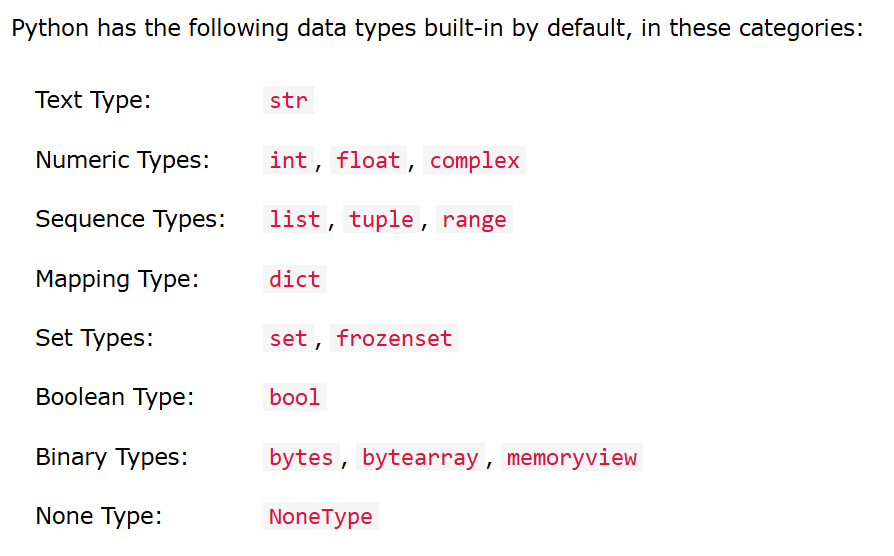 Python has the following data types built-in by default, in these categories:
Text Type: str
Numeric Types: int, float, complex
Sequence Types: list, tuple, range
Mapping Type: dict
Set Types: set, frozenset
Boolean Type: bool
Binary Types: bytes, bytearray, memoryview
None Type: NoneType